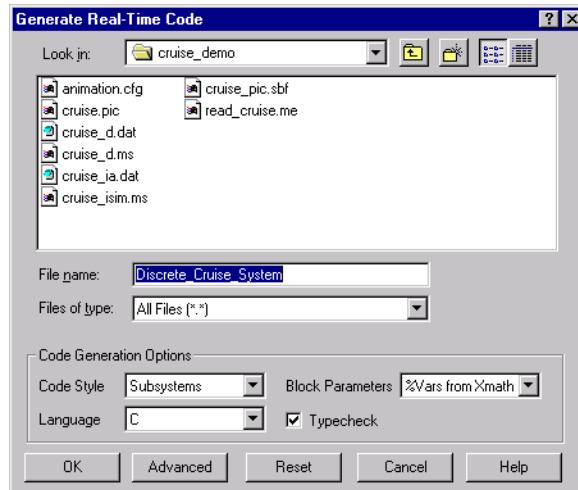 Generate Real-Time Code
Look in: cruise_demo
animation.cfg cruise_pic.sbf
cruise.pic read_cruise.me
cruise_d.dat
cruise_d.ms
cruise_ia.dat
cruise_isim.ms
File name: Discrete_Cruise_System
Files of type: All Files (*.*)
Code Generation Options
Code Style Subsystems Block Parameters %Vars from Xmath
Language C Typecheck
OK Advanced Reset Cancel Help